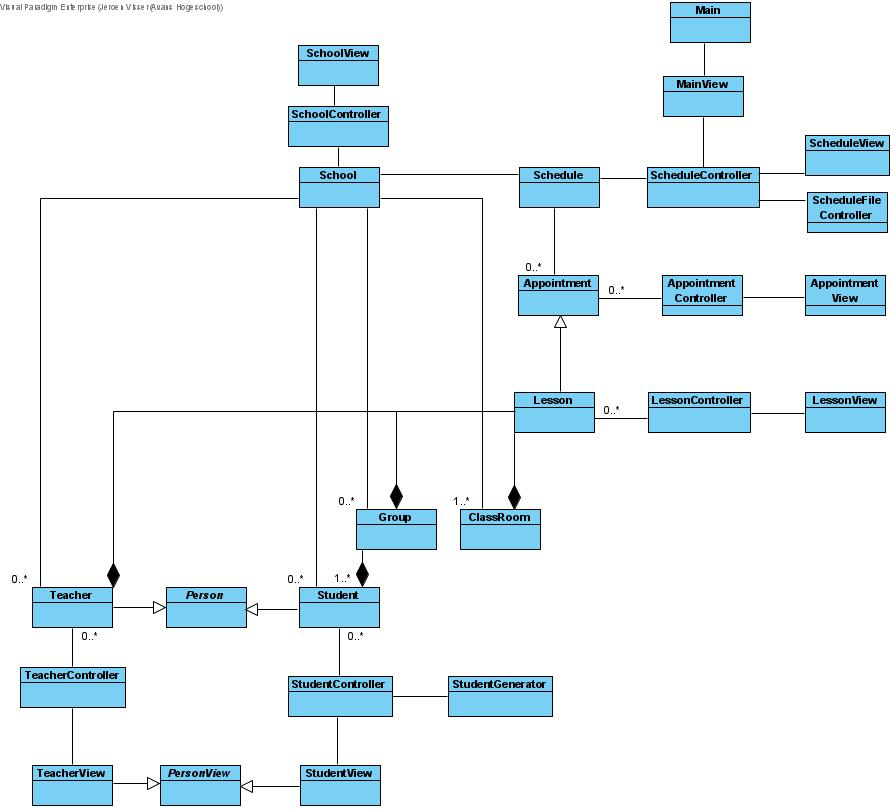 Visual Paradigm Enterprise (Jeroen Visser(Avans Hogeschool))
Main
SchoolView
MainView
SchoolController
ScheduleView
School
Schedule
ScheduleController
ScheduleFile
Controller
0..*
Appointment
0..*
Appointment
Controller
Appointment
View
Lesson
0..*
LessonController
LessonView
0..*
1..*
Group
ClassRoom
0..*
0..*
1..*
Teacher
Person
Student
0..*
0..*
TeacherController
StudentController
StudentGenerator
TeacherView
PersonView
StudentView